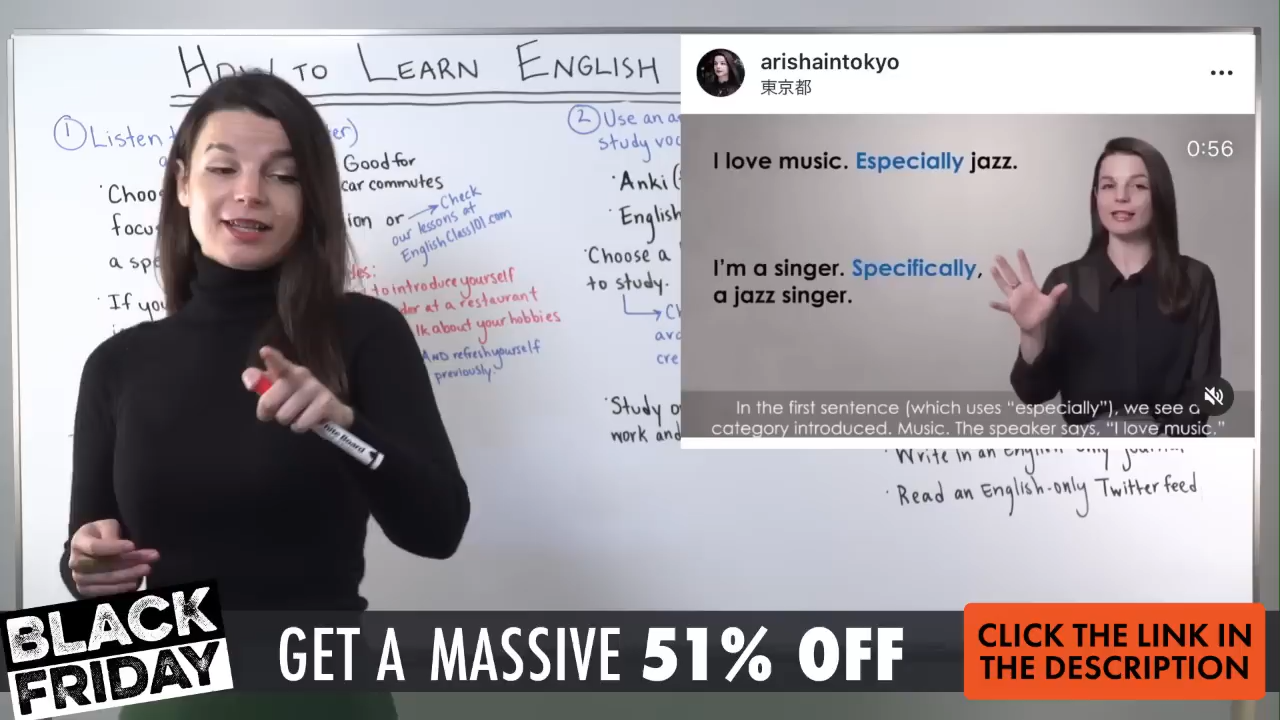 HOW TO LEARN ENGLISH
① Listen
Good for
car commutes
Choo
focu
a spe
ion or → Check
our lessons at
EnglishClass101.com
to introduce yourself
at a restaurant
lk about your hobbies
AND refresh yourself
previously.
If you
② Use an a
study voc
Anki (
English
Choose a
to study.
Study o
work and
arishaintokyo
東京都
0:56
I love music. Especially jazz.
I'm a singer. Specifically,
a jazz singer.
In the first sentence (which uses "especially"), we see a
category introduced. Music. The speaker says, "I love music."
Write in an English-only journal
Read an English-only Twitter feed
White Board
BLACK
FRIDAY
GET A MASSIVE 51% OFF
CLICK THE LINK IN
THE DESCRIPTION